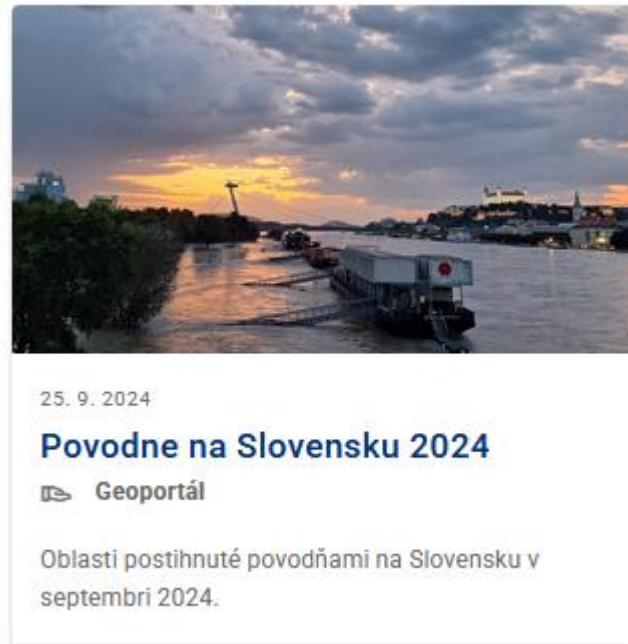 25. 9. 2024
Povodne na Slovensku 2024
Geoportál
Oblasti postihnuté povodňami na Slovensku v
septembri 2024.